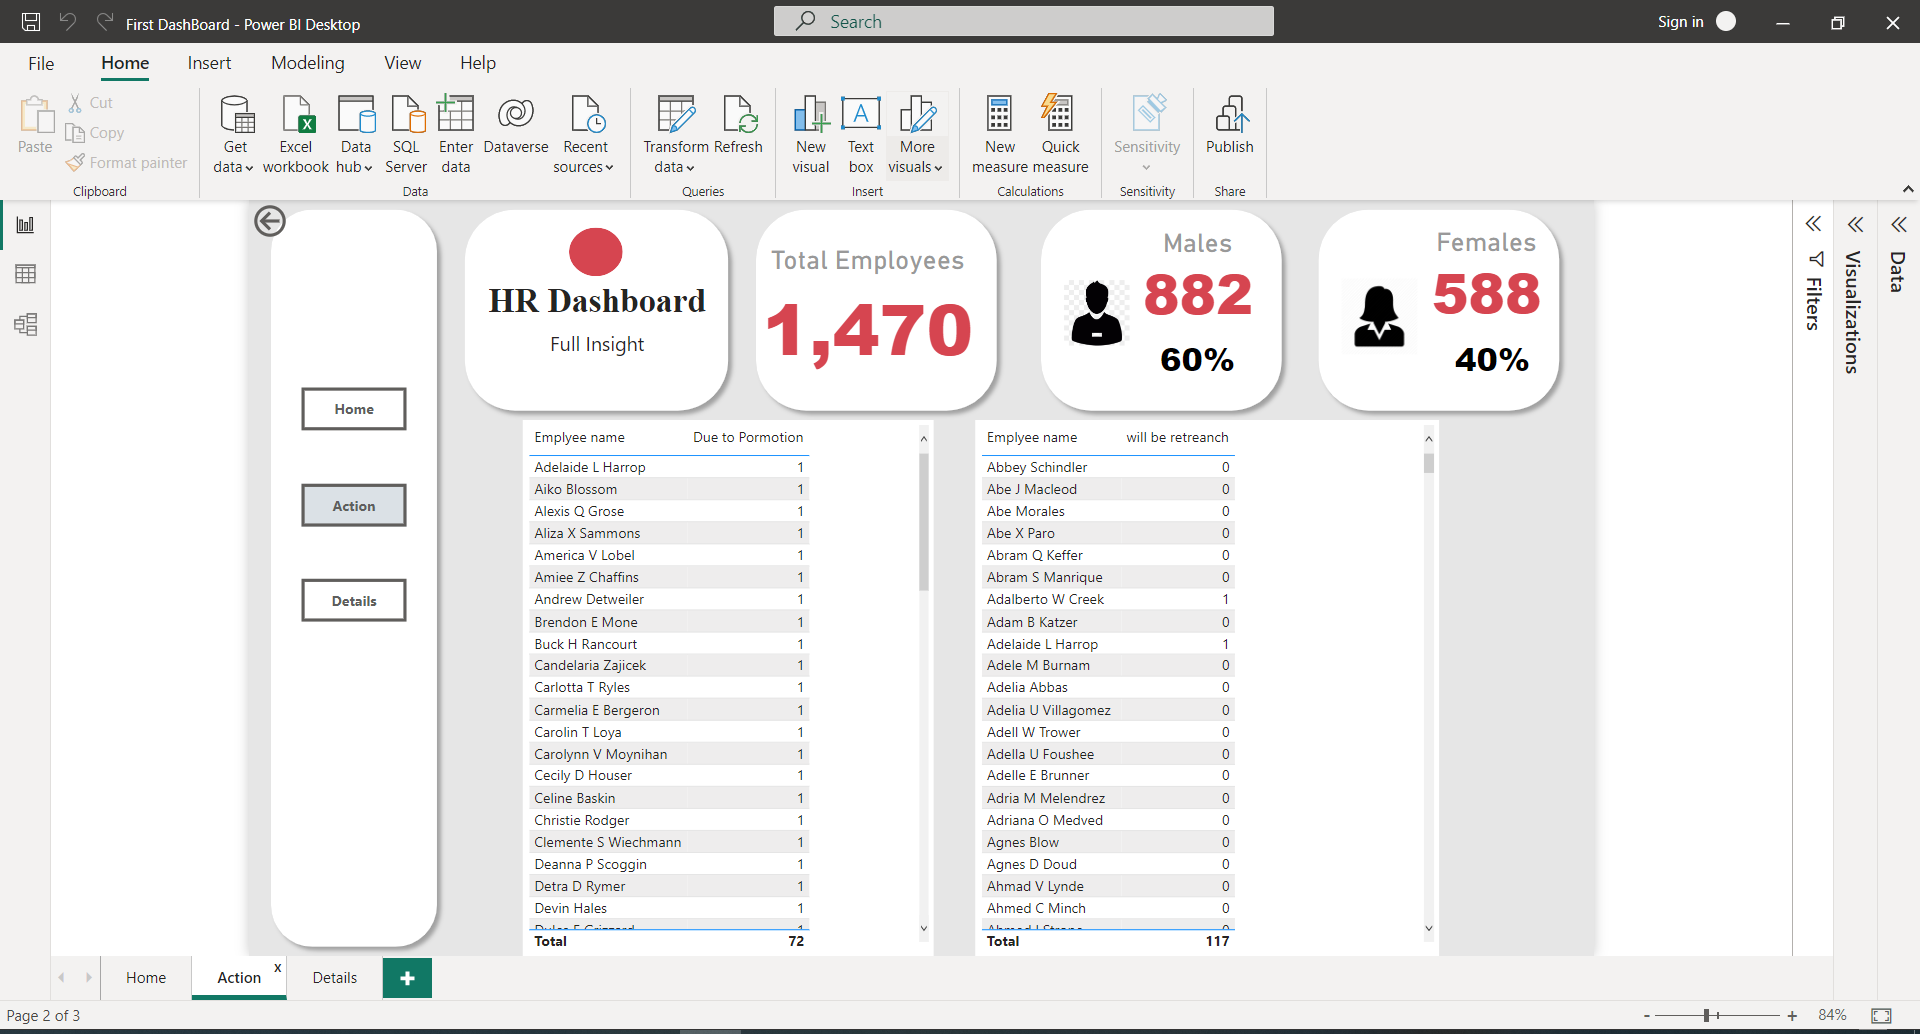 First DashBoard - Power BI Desktop
Search
Sign in
File Home Insert Modeling View Help
Paste
Cut
Copy
Format painter
Clipboard
Get data
Excel workbook
Data hub
SQL Server
Enter data
Dataverse
Recent sources
Data
Transform data
Refresh
Queries
New visual
Text box
A
More visuals
Insert
New measure
Quick measure
Calculations
Sensitivity
Sensitivity
Publish
Share
HR Dashboard
Full Insight
Total Employees
1,470
Males
882
60%
Females
588
40%
Filters
Visualizations
Data
Home
Action
Details
Emplyee name Due to Pormotion
Adelaide L Harrop 1
Aiko Blossom 1
Alexis Q Grose 1
Aliza X Sammons 1
America V Lobel 1
Amiee Z Chaffins 1
Andrew Detweiler 1
Brendon E Mone 1
Buck H Rancourt 1
Candelaria Zajicek 1
Carlotta T Ryles 1
Carmelia E Bergeron 1
Carolin T Loya 1
Carolynn V Moynihan 1
Cecily D Houser 1
Celine Baskin 1
Christie Rodger 1
Clemente S Wiechmann 1
Deanna P Scoggin 1
Detra D Rymer 1
Devin Hales 1
Total 72
Emplyee name will be retreanch
Abbey Schindler 0
Abe J Macleod 0
Abe Morales 0
Abe X Paro 0
Abram Q Keffer 0
Abram S Manrique 0
Adalberto W Creek 1
Adam B Katzer 0
Adelaide L Harrop 1
Adele M Burnam 0
Adelia Abbas 0
Adelia U Villagomez 0
Adell W Trower 0
Adella U Foushee 0
Adelle E Brunner 0
Adria M Melendrez 0
Adriana O Medved 0
Agnes Blow 0
Agnes D Doud 0
Ahmad V Lynde 0
Ahmed C Minch 0
Total 117
Home Action x Details +
Page 2 of 3
- + 84%